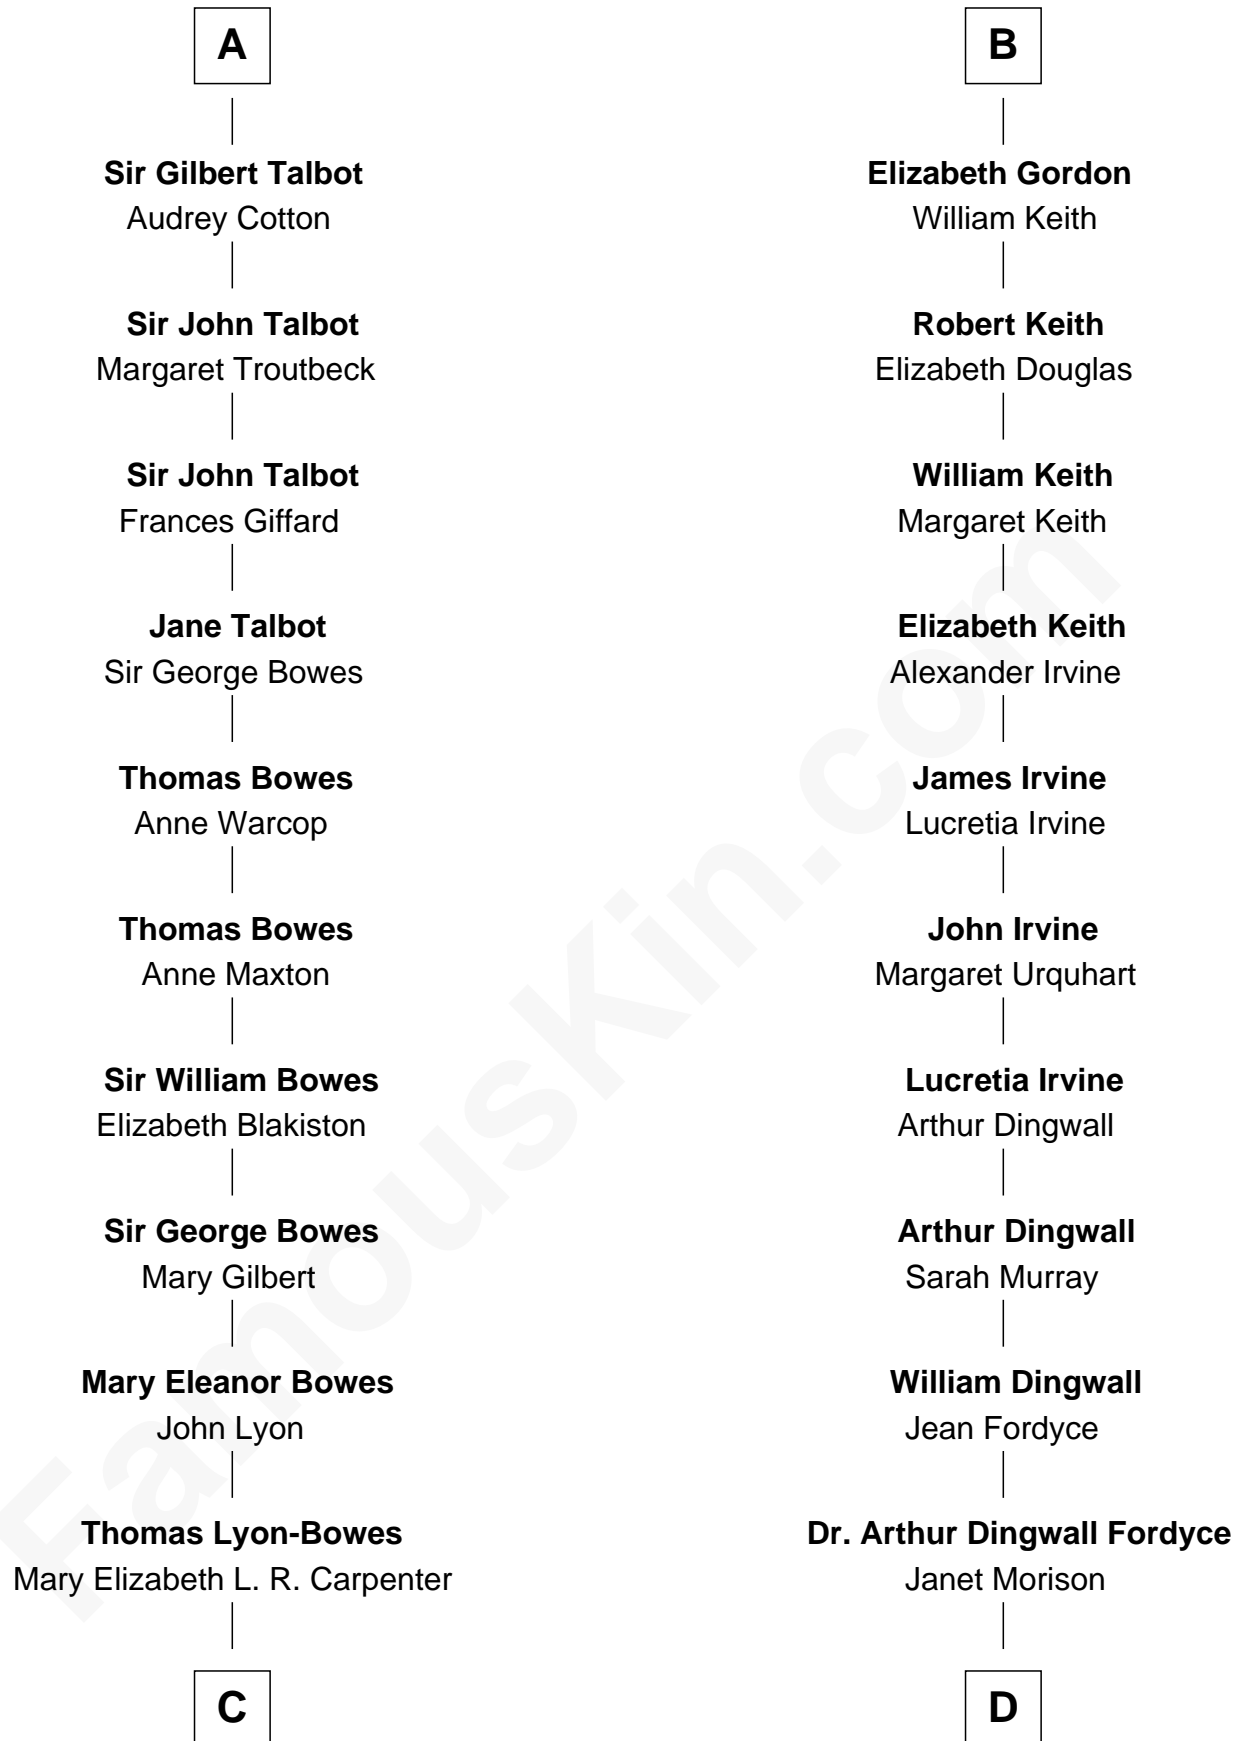 A
Sir Gilbert Talbot
Audrey Cotton
Sir John Talbot
Margaret Troutbeck
Sir John Talbot
Frances Giffard
Jane Talbot
Sir George Bowes
Thomas Bowes
Anne Warcop
Thomas Bowes
Anne Maxton
Sir William Bowes
Elizabeth Blakiston
Sir George Bowes
Mary Gilbert
Mary Eleanor Bowes
John Lyon
Thomas Lyon-Bowes
Mary Elizabeth L. R. Carpenter
C
B
Elizabeth Gordon
William Keith
Robert Keith
Elizabeth Douglas
William Keith
Margaret Keith
Elizabeth Keith
Alexander Irvine
James Irvine
Lucretia Irvine
John Irvine
Margaret Urquhart
Lucretia Irvine
Arthur Dingwall
Arthur Dingwall
Sarah Murray
William Dingwall
Jean Fordyce
Dr. Arthur Dingwall Fordyce
Janet Morison
D
FamousKin.com